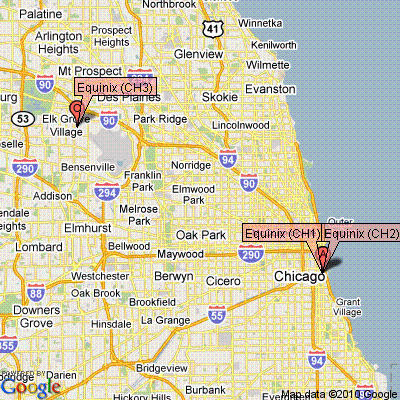 Palatine
Northbrook
Winnetka
Arlington
Heights
Prospect
Heights
41
Kenilworth
Glenview
Wilmette
Mt Prospect
294
Evanston
Equinix (CH3)
Des Plaines
Skokie
90
53
Elk Grove
Village
90
Park Ridge
Lincolnwood
Bensenville
Norridge
94
290
Franklin
Park
90
Addison
294
Elmwood
Park
Melrose
Park
Elmhurst
Oak Park
Equinix (CH1)
Equinix (CH2)
Lombard
Bellwood
Maywood
290
Westchester
Berwyn
Cicero
Chicago
88
Oak Brook
Brookfield
Grant
Village
Downers
Grove
La Grange
55
Hinsdale
355
Darien
Bridgeview
POWERED BY
Google
Hickory Hills
Burbank
Map data ©2010 Google